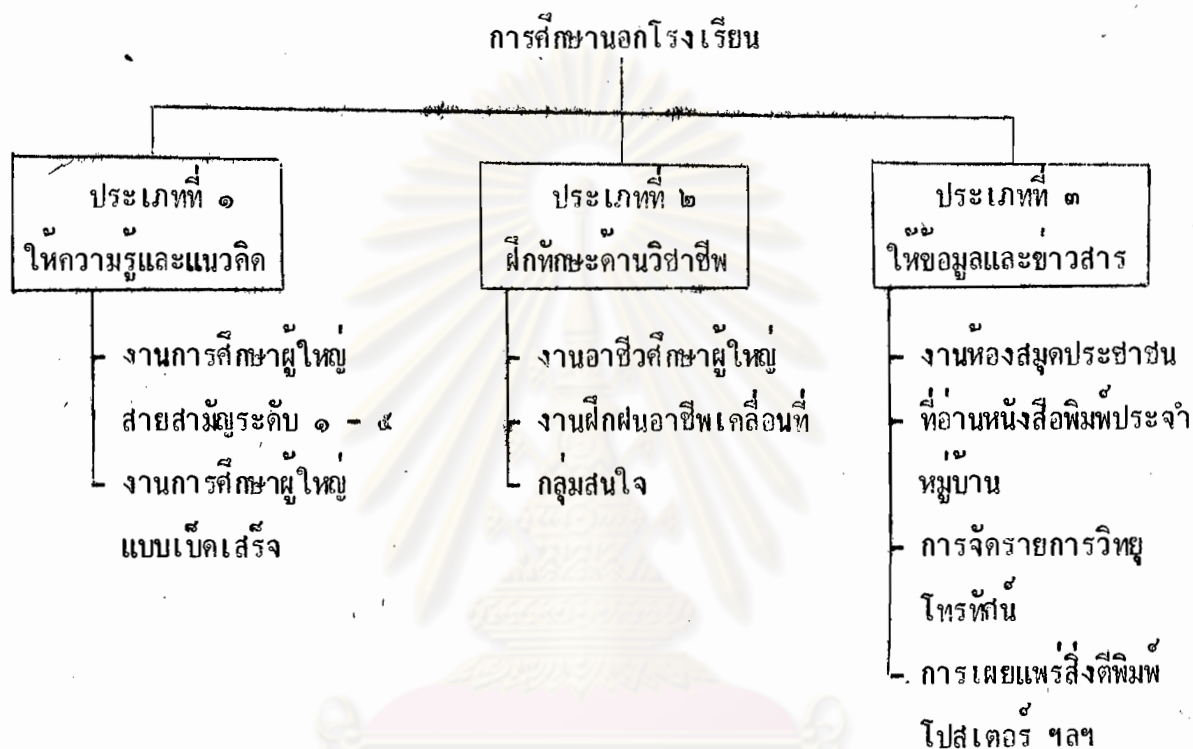 การศึกษานอกโรงเรียน
ประเภทที่ ๑
ให้ความรู้และแนวคิด
- งานการศึกษาผู้ใหญ่
สายสามัญระดับ ๑ - ๕
- งานการศึกษาผู้ใหญ่
แบบเบ็ดเสร็จ
ประเภทที่ ๒
ฝึกทักษะด้านวิชาชีพ
- งานอาชีวศึกษาผู้ใหญ่
- งานฝึกฝนอาชีพเคลื่อนที่
- กลุ่มสนใจ
ประเภทที่ ๓
ให้ข้อมูลและข่าวสาร
- งานห้องสมุดประชาชน
- ที่อ่านหนังสือพิมพ์ประจำ
หมู่บ้าน
- การจัดรายการวิทยุ
โทรทัศน์
- การเผยแพร่สิ่งตีพิมพ์
โปสเตอร์ ฯลฯ